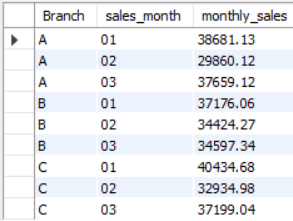 Branch sales_month monthly_sales
A 01 38681.13
A 02 29860.12
A 03 37659.12
B 01 37176.06
B 02 34424.27
B 03 34597.34
C 01 40434.68
C 02 32934.98
C 03 37199.04